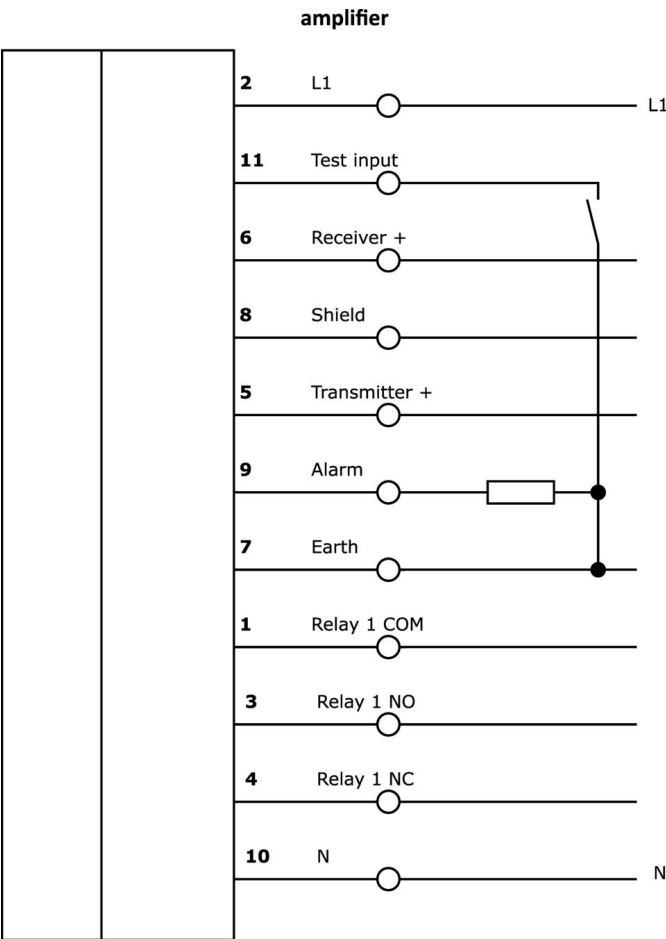 amplifier
2 L1
L1
11 Test input
6 Receiver +
8 Shield
5 Transmitter +
9 Alarm
7 Earth
1 Relay 1 COM
3 Relay 1 NO
4 Relay 1 NC
10 N
N